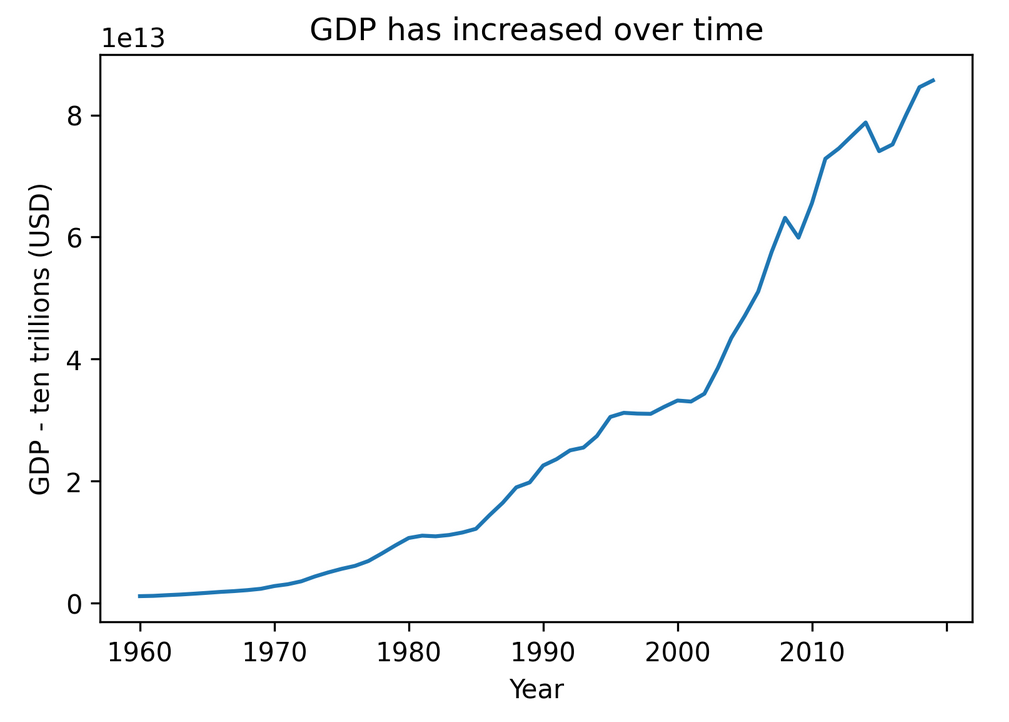 GDP has increased over time
1e13
GDP - ten trillions (USD)
8
6
4
2
0
1960 1970 1980 1990 2000 2010
Year